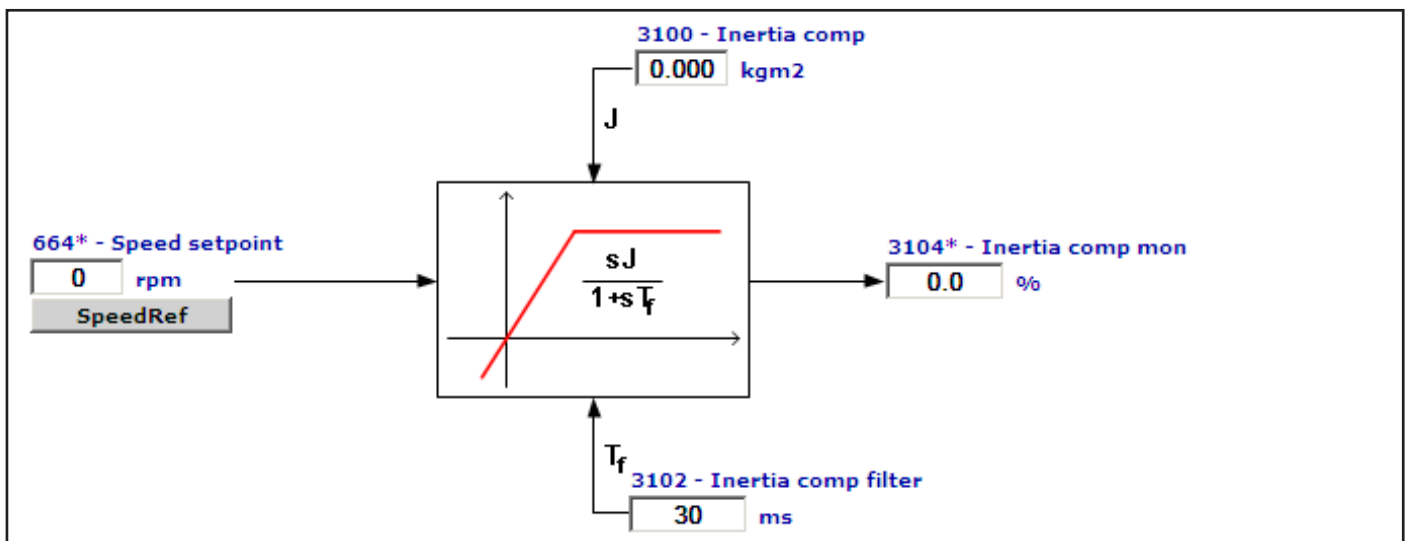 3100 - Inertia comp
0.000 kgm2
J
664* - Speed setpoint
0 rpm
SpeedRef
sJ
1+sTf
3104* - Inertia comp mon
0.0 %
Tf
3102 - Inertia comp filter
30 ms